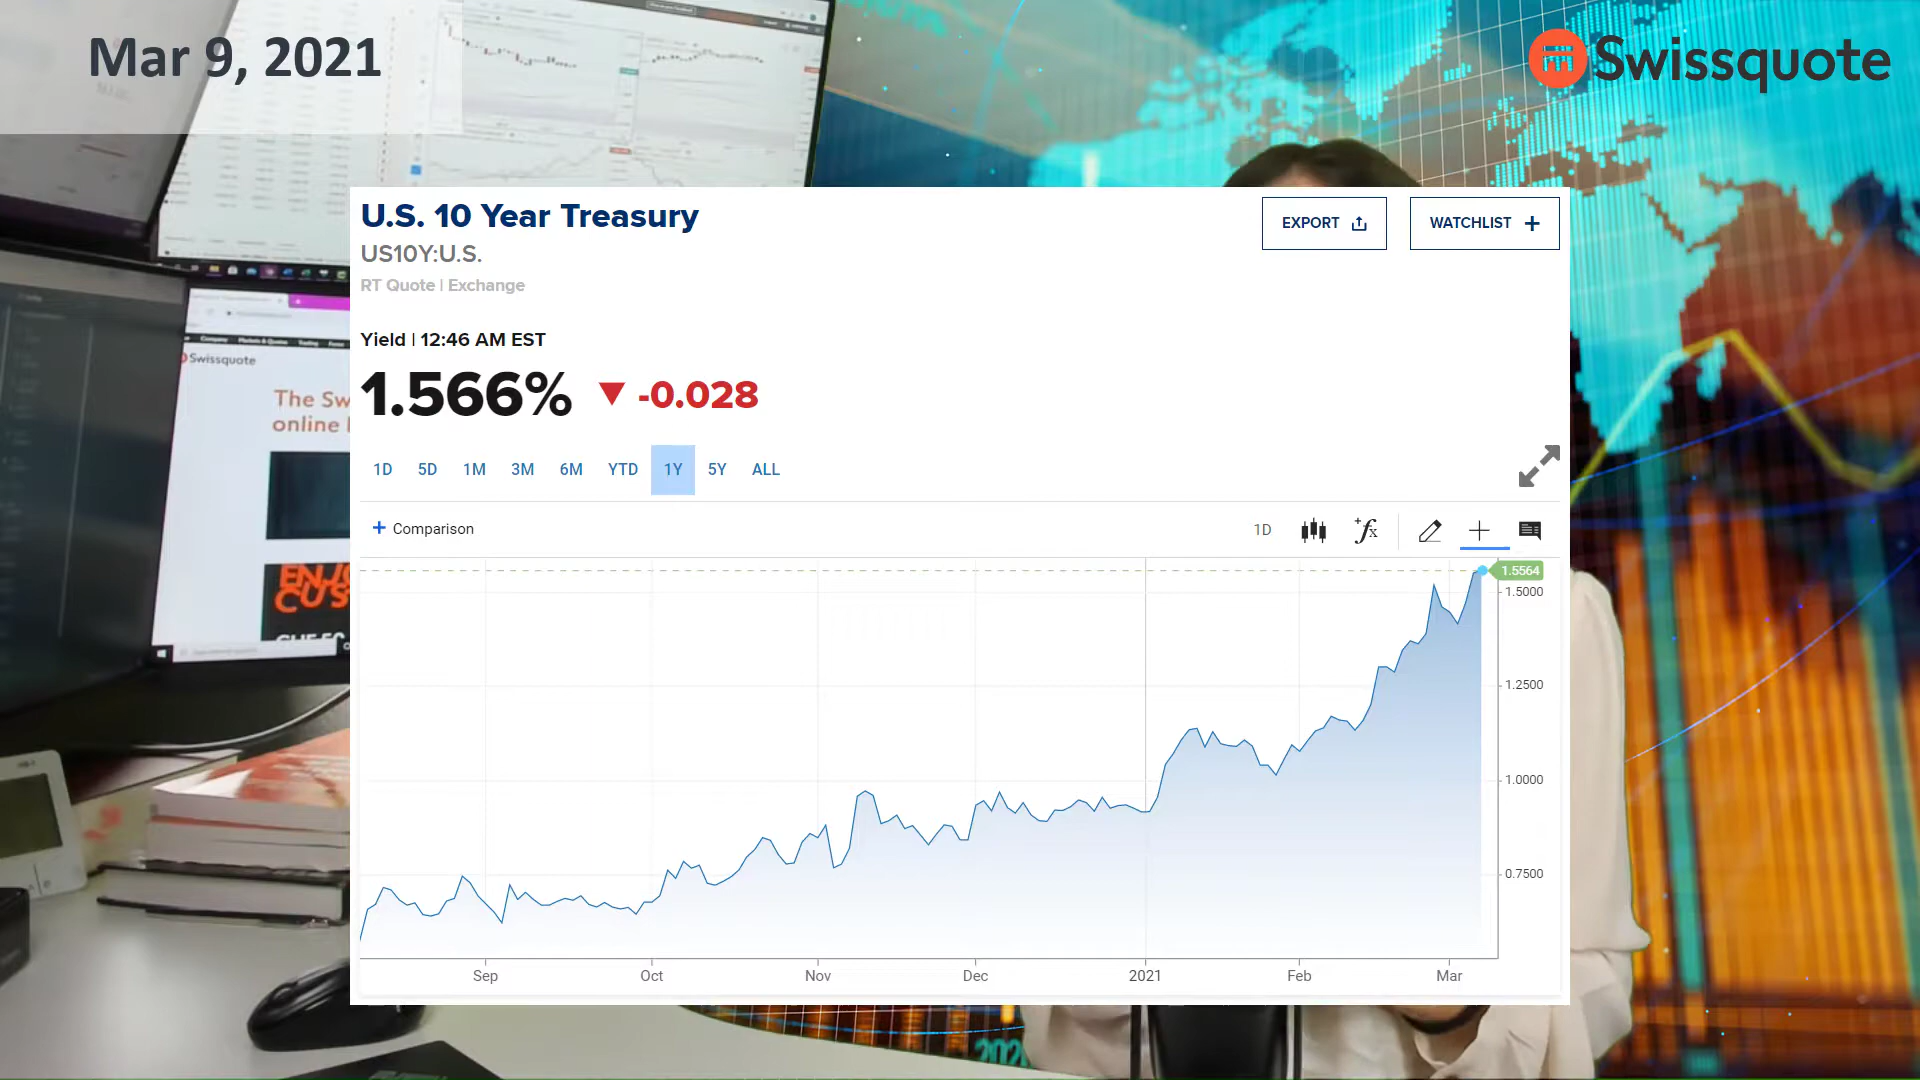 Mar 9, 2021
Swissquote
U.S. 10 Year Treasury
EXPORT
WATCHLIST +
US10Y:U.S.
RT Quote | Exchange
Yield | 12:46 AM EST
1.566% ▼ -0.028
1D 5D 1M 3M 6M YTD 1Y 5Y ALL
+ Comparison
1D
1.5564
1.5000
1.2500
1.0000
0.7500
Sep Oct Nov Dec 2021 Feb Mar
Swissquote
The Sw
online
ENJO
CUS